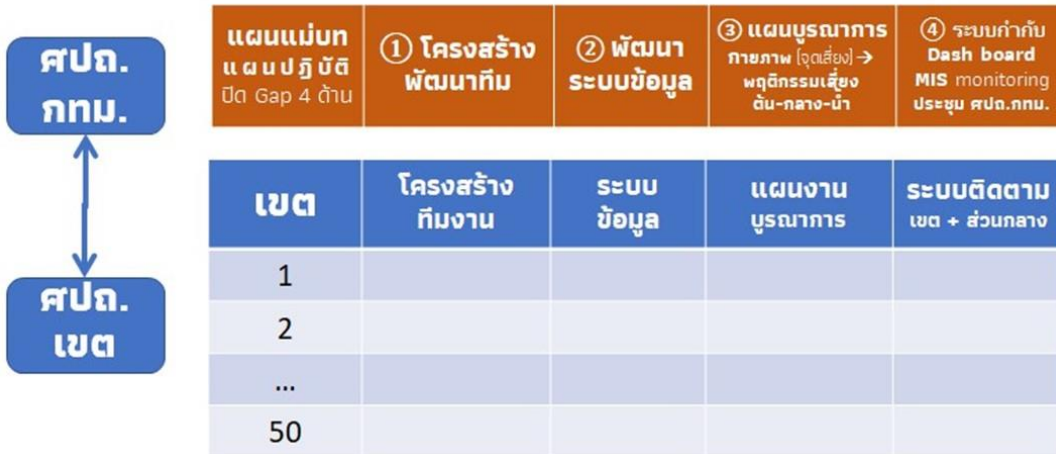 ศปถ.
กทม.
แผนแม่บท
แผนปฏิบัติ
ปิด Gap 4 ด้าน
① โครงสร้าง
พัฒนาทีม
② พัฒนา
ระบบข้อมูล
③ แผนบูรณาการ
กายภาพ (จุดเสี่ยง) →
พฤติกรรมเสี่ยง
ต้น-กลาง-น้ำ
④ ระบบกำกับ
Dash board
MIS monitoring
ประชุม ศปถ.กทม.
ศปถ.
เขต
เขต
โครงสร้าง
ทีมงาน
ระบบ
ข้อมูล
แผนงาน
บูรณาการ
ระบบติดตาม
เขต + ส่วนกลาง
1
2
...
50